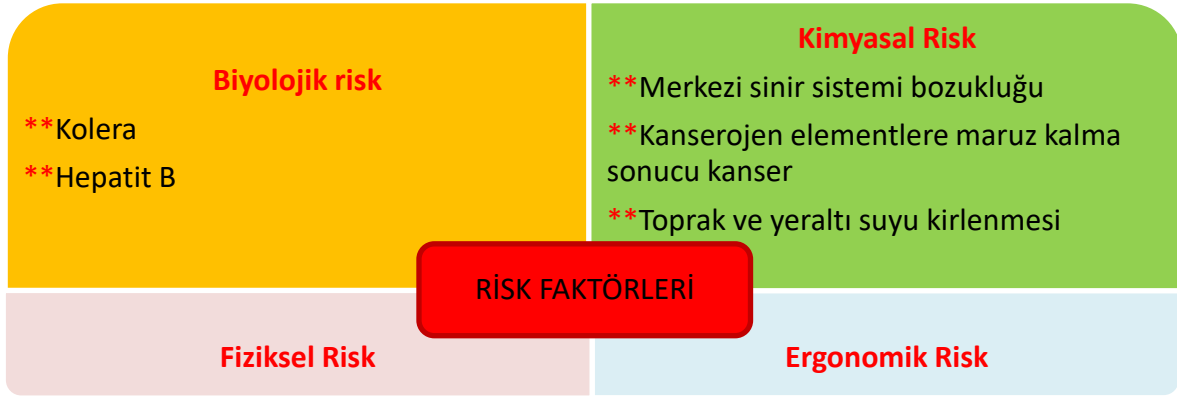 Biyolojik risk
**Kolera
**Hepatit B
Kimyasal Risk
**Merkezi sinir sistemi bozukluğu
**Kanserojen elementlere maruz kalma
sonucu kanser
**Toprak ve yeraltı suyu kirlenmesi
RİSK FAKTÖRLERİ
Fiziksel Risk
Ergonomik Risk